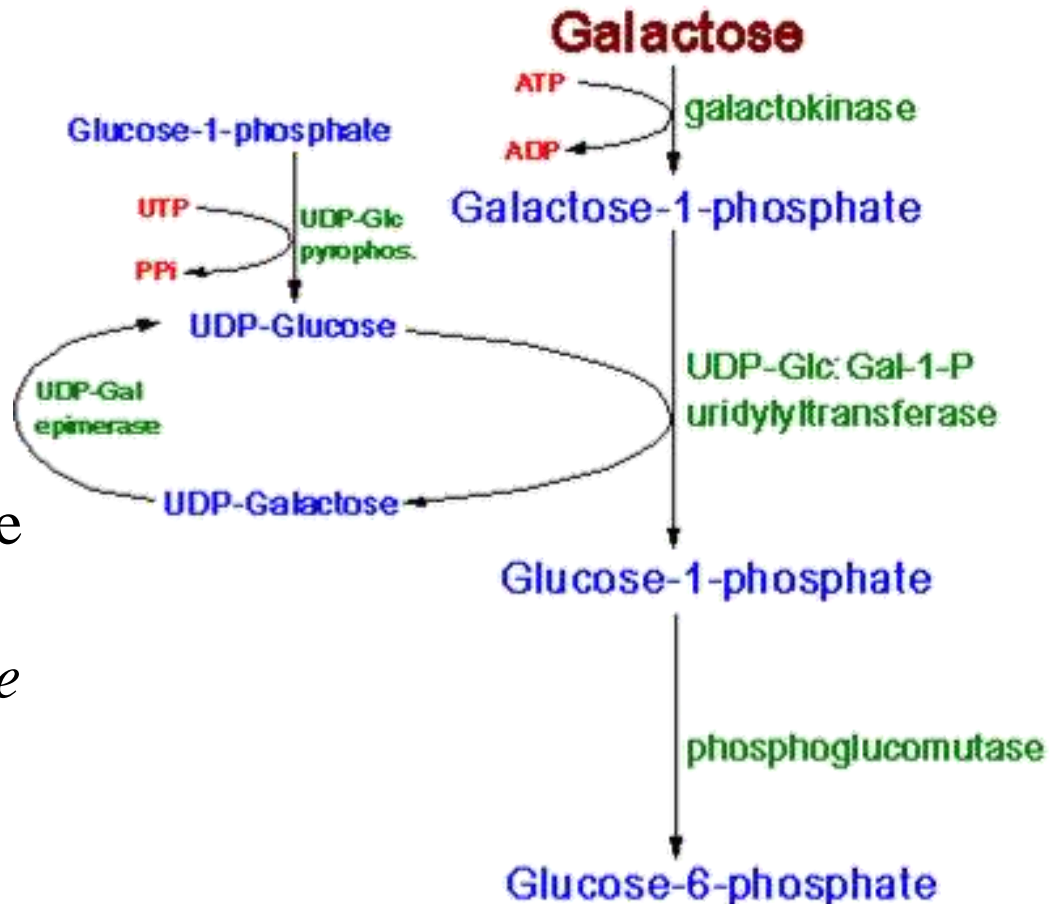 Galactose
ATP
galactokinase
ADP
Glucose-1-phosphate
Galactose-1-phosphate
UTP
UDP-Glc
pyrophos.
PPi
UDP-Glucose
UDP-Glc:Gal-1-P
uridylyltransferase
UDP-Gal
epimerase
UDP-Galactose
e
Glucose-1-phosphate
e
phosphoglucomutase
Glucose-6-phosphate